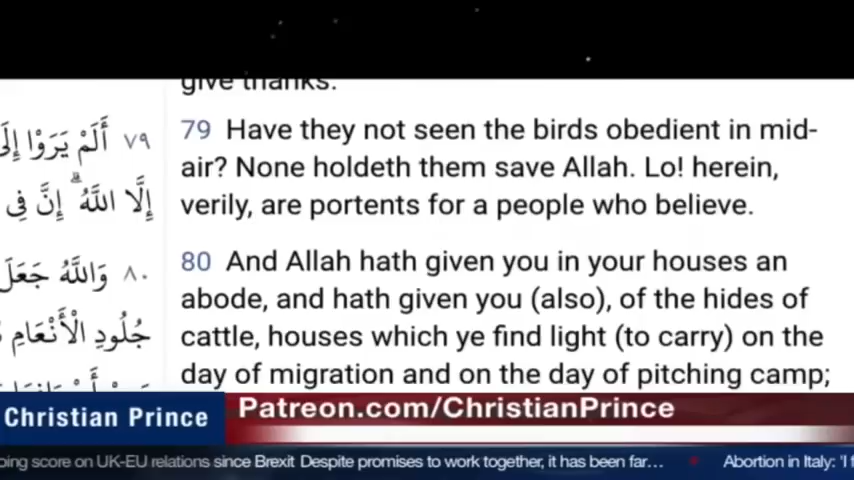 give thanks.
٧٩ أَلَمْ يَرَوْا إِلَى
79 Have they not seen the birds obedient in mid-
air? None holdeth them save Allah. Lo! herein,
إِلَّا اللَّهُ ۗ إِنَّ فِي
verily, are portents for a people who believe.
٨٠ وَاللَّهُ جَعَلَ
80 And Allah hath given you in your houses an
abode, and hath given you (also), of the hides of
جُلُودِ الْأَنْعَامِ
cattle, houses which ye find light (to carry) on the
day of migration and on the day of pitching camp;
Christian Prince
Patreon.com/ChristianPrince
score on UK-EU relations since Brexit Despite promises to work together, it has been far...
Abortion in Italy: 'I